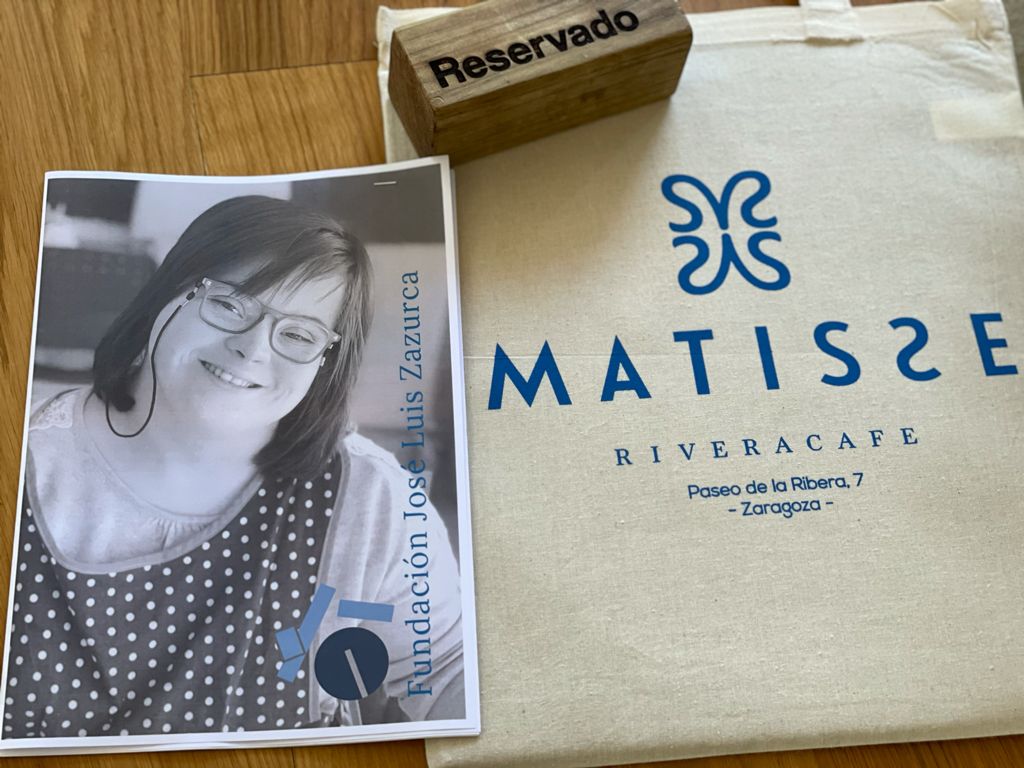 Reservado
Fundación José Luis Zazurca
MATISSE
RIVERACAFE
Paseo de la Ribera, 7
- Zaragoza -